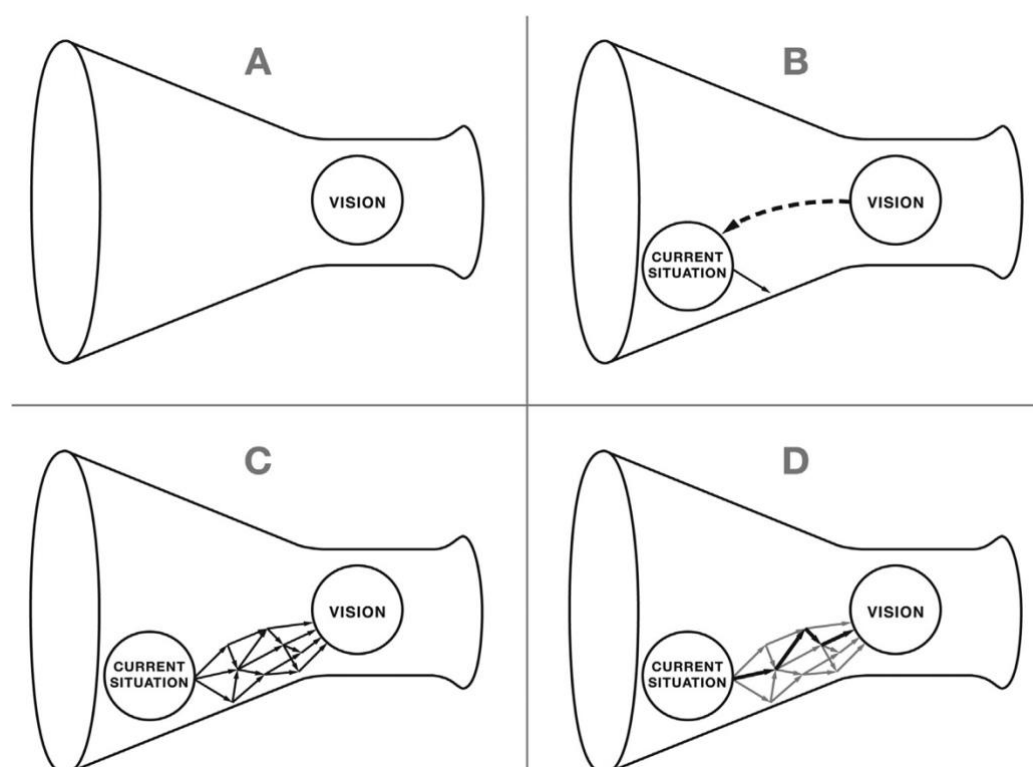 A
VISION
B
VISION
CURRENT
SITUATION
C
VISION
CURRENT
SITUATION
D
VISION
CURRENT
SITUATION